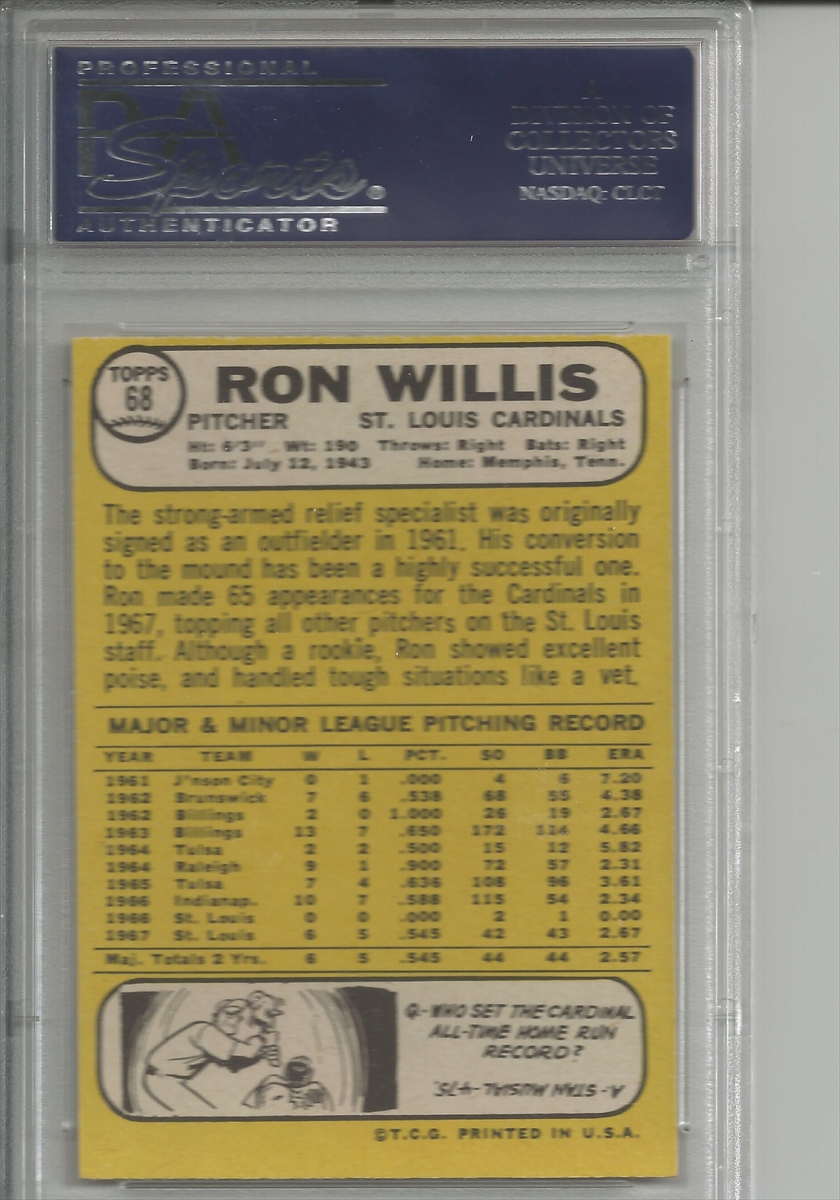 PROFESSIONAL
PSA
Sports®
AUTHENTICATOR
A
DIVISION OF
COLLECTORS
UNIVERSE
NASDAQ: CLCT
TOPPS
68
RON WILLIS
PITCHER ST. LOUIS CARDINALS
Ht: 6'3" Wt: 190 Throws: Right Bats: Right
Born: July 12, 1943 Home: Memphis, Tenn.
The strong-armed relief specialist was originally
signed as an outfielder in 1961. His conversion
to the mound has been a highly successful one.
Ron made 65 appearances for the Cardinals in
1967, topping all other pitchers on the St. Louis
staff. Although a rookie, Ron showed excellent
poise, and handled tough situations like a vet.
MAJOR & MINOR LEAGUE PITCHING RECORD
YEAR TEAM W L PCT. SO BB ERA
1961 J'nson City 0 1 .000 4 6 7.20
1962 Brunswick 7 6 .538 68 55 4.38
1962 Billings 2 0 1.000 26 19 2.67
1963 Billings 13 7 .650 172 114 4.66
1964 Tulsa 2 2 .500 15 12 5.82
1964 Raleigh 9 1 .900 72 57 2.31
1965 Tulsa 7 4 .636 108 96 3.61
1966 Indianap. 10 7 .588 115 54 2.34
1966 St. Louis 0 0 .000 2 1 0.00
1967 St. Louis 6 5 .545 42 43 2.67
Maj. Totals 2 Yrs. 6 5 .545 44 44 2.57
Q.-WHO SET THE CARDINAL
ALL-TIME HOME RUN
RECORD?
A.-STAN MUSIAL-475.
©T.C.G. PRINTED IN U.S.A.